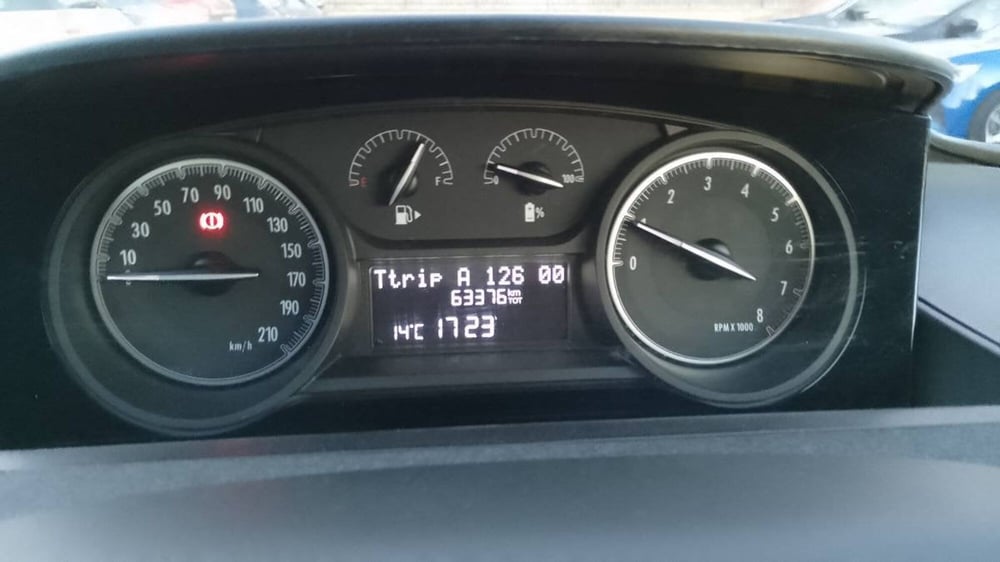 10 30 50 70 90 110 130 150 170 190 210
km/h
E F
0 100
%
0 1 2 3 4 5 6 7 8
RPM X 1000
Ttrip A 126 00
63376 km TOT
14°C 17 23